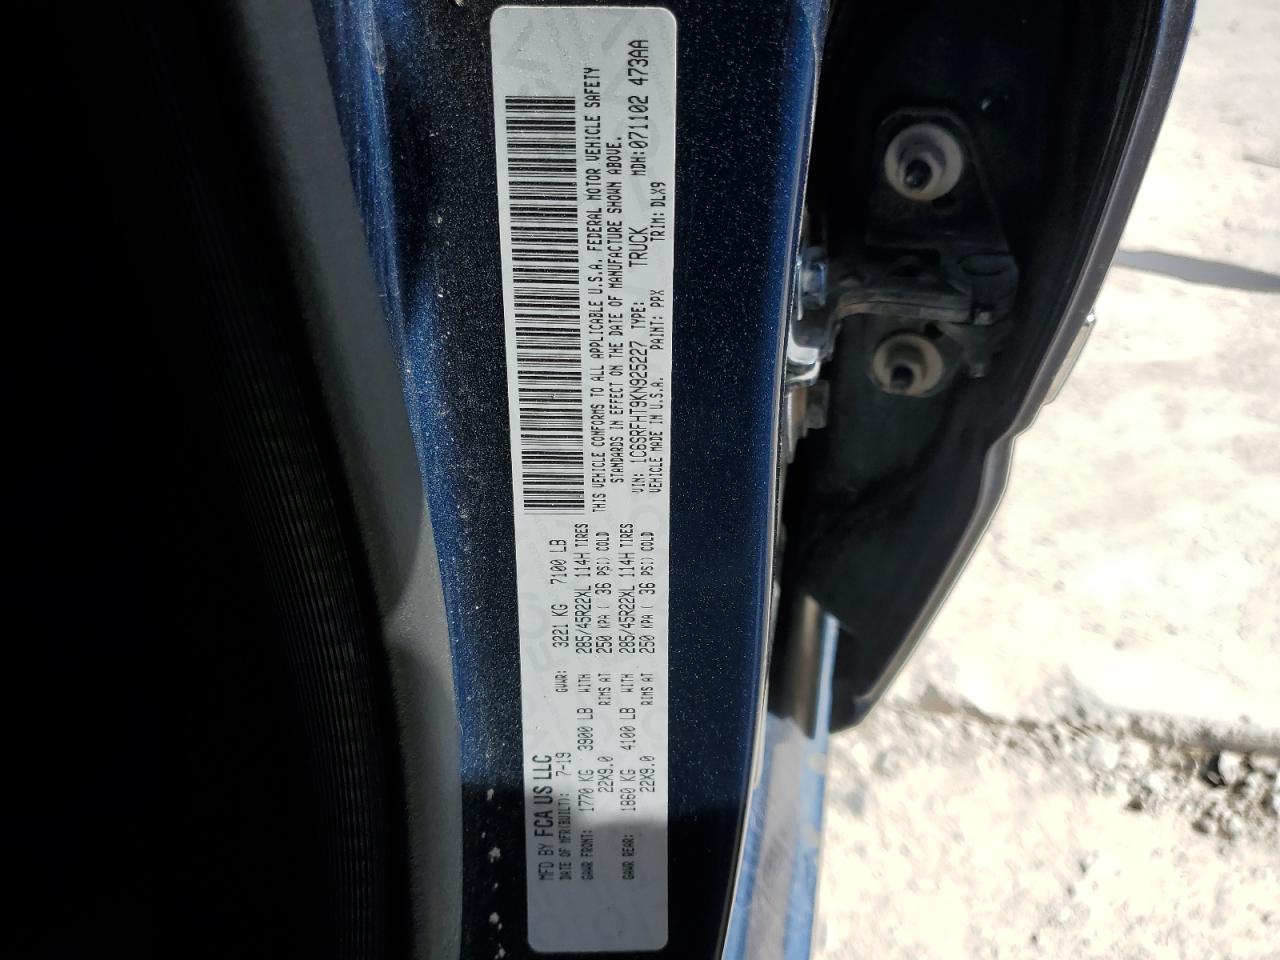 MFD BY FCA US LLC
DATE OF MFR(BUILT): 7-19 GVWR: 3221 KG 7100 LB
GAWR FRONT: 1770 KG 3900 LB WITH 285/45R22XL 114H TIRES
22X9.0 RIMS AT 250 KPA ( 36 PSI) COLD
GAWR REAR: 1860 KG 4100 LB WITH 285/45R22XL 114H TIRES
22X9.0 RIMS AT 250 KPA ( 36 PSI) COLD
THIS VEHICLE CONFORMS TO ALL APPLICABLE U.S.A. FEDERAL MOTOR VEHICLE SAFETY
STANDARDS IN EFFECT ON THE DATE OF MANUFACTURE SHOWN ABOVE.
VIN: 1C6SRFHT9KN925227 TYPE: TRUCK MDH:071102 473AA
VEHICLE MADE IN U.S.A. PAINT: PPX TRIM: DLX9